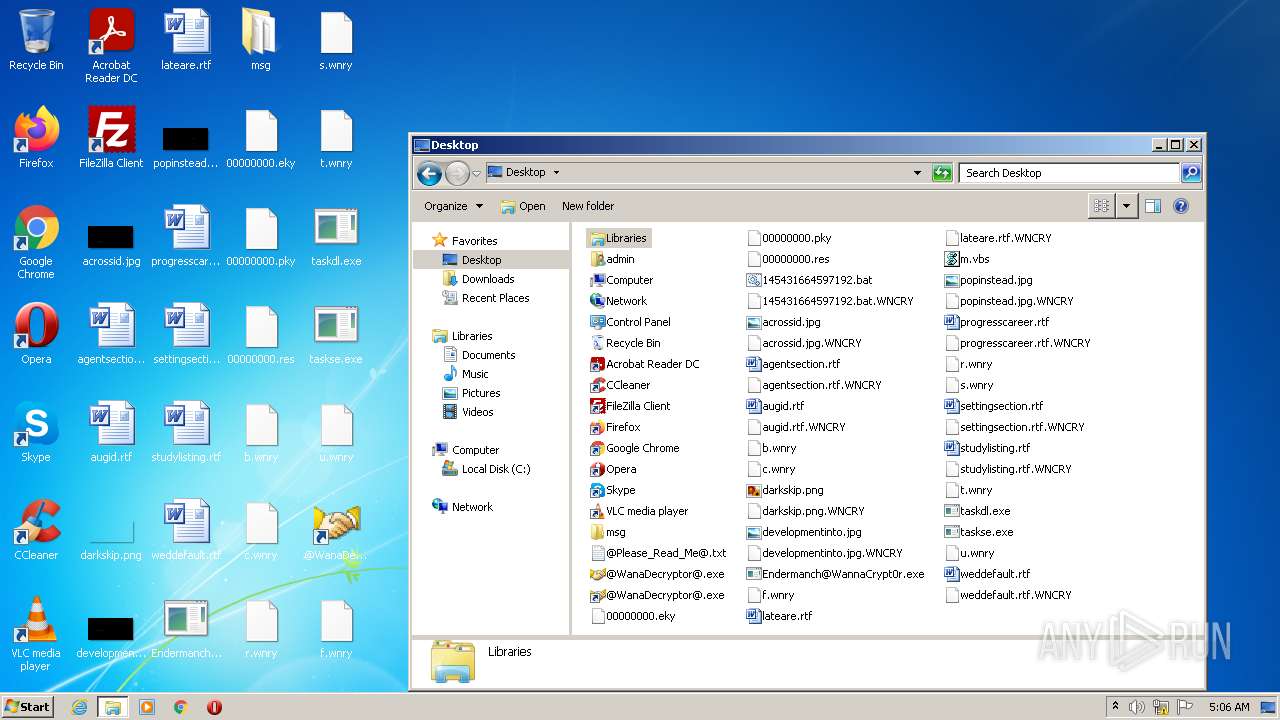 Recycle Bin
Acrobat
Reader DC
lateare.rtf
msg
s.wnry
Firefox
FileZilla Client
popinstead...
00000000.eky
t.wnry
Google
Chrome
acrossid.jpg
progresscar...
00000000.pky
taskdl.exe
Opera
agentsectio...
settingsecti...
00000000.res
taskse.exe
Skype
augid.rtf
studylisting.rtf
b.wnry
u.wnry
CCleaner
darkskip.png
weddefault.rtf
c.wnry
@WanaDe...
VLC media
player
developmen...
Endermanch...
r.wnry
f.wnry
Desktop
Desktop
Search Desktop
Organize
Open
New folder
Favorites
Desktop
Downloads
Recent Places
Libraries
Documents
Music
Pictures
Videos
Computer
Local Disk (C:)
Network
Libraries
admin
Computer
Network
Control Panel
Recycle Bin
Acrobat Reader DC
CCleaner
FileZilla Client
Firefox
Google Chrome
Opera
Skype
VLC media player
msg
@Please_Read_Me@.txt
@WanaDecryptor@.exe
@WanaDecryptor@.exe
00000000.eky
00000000.pky
00000000.res
acrossid.jpg
acrossid.jpg.WNCRY
agentsection.rtf
agentsection.rtf.WNCRY
augid.rtf
augid.rtf.WNCRY
b.wnry
c.wnry
darkskip.png
darkskip.png.WNCRY
developmentinto.jpg
developmentinto.jpg.WNCRY
Endermanch@WannaCrypt0r.exe
f.wnry
lateare.rtf
lateare.rtf.WNCRY
m.vbs
popinstead.jpg
popinstead.jpg.WNCRY
progresscareer.rtf
progresscareer.rtf.WNCRY
r.wnry
s.wnry
settingsection.rtf
settingsection.rtf.WNCRY
studylisting.rtf
studylisting.rtf.WNCRY
t.wnry
taskdl.exe
taskse.exe
u.wnry
weddefault.rtf
weddefault.rtf.WNCRY
Libraries
ANY RUN
Start
5:06 AM